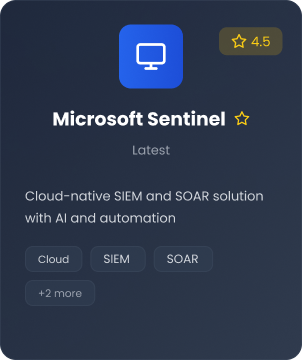 4.5
Microsoft Sentinel
Latest
Cloud-native SIEM and SOAR solution
with AI and automation
Cloud SIEM SOAR
+2 more